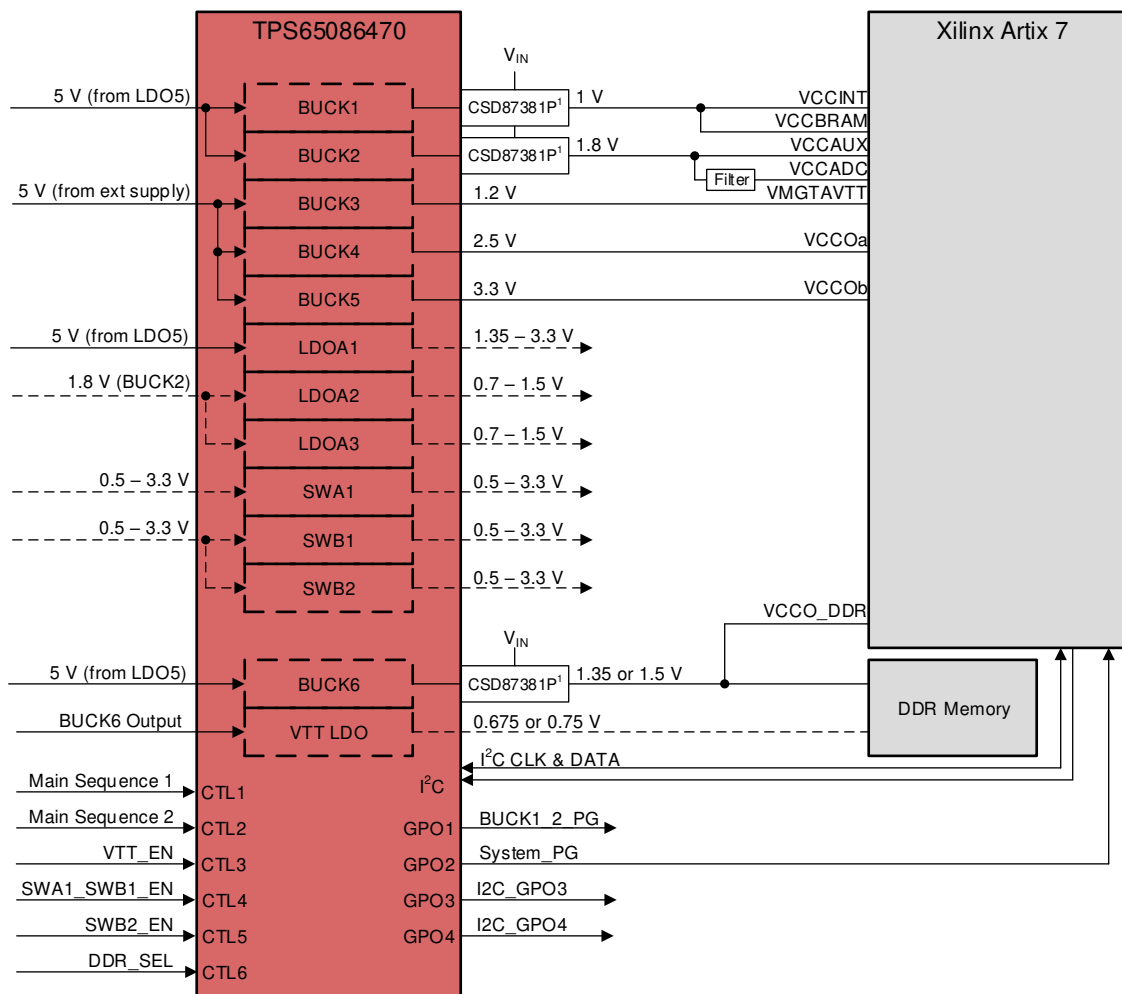 TPS65086470
Xilinx Artix 7
V_IN
5 V (from LDO5)
BUCK1
CSD87381P¹
1 V
VCCINT
VCCBRAM
BUCK2
CSD87381P¹
1.8 V
VCCAUX
Filter
VCCADC
5 V (from ext supply)
BUCK3
1.2 V
VMGTAVTT
BUCK4
2.5 V
VCCOa
BUCK5
3.3 V
VCCOb
5 V (from LDO5)
LDOA1
1.35 – 3.3 V
1.8 V (BUCK2)
LDOA2
0.7 – 1.5 V
LDOA3
0.7 – 1.5 V
0.5 – 3.3 V
SWA1
0.5 – 3.3 V
0.5 – 3.3 V
SWB1
0.5 – 3.3 V
SWB2
0.5 – 3.3 V
VCCO_DDR
V_IN
5 V (from LDO5)
BUCK6
CSD87381P¹
1.35 or 1.5 V
DDR Memory
BUCK6 Output
VTT LDO
0.675 or 0.75 V
I²C CLK & DATA
I²C
Main Sequence 1
CTL1
Main Sequence 2
CTL2
GPO1
BUCK1_2_PG
VTT_EN
CTL3
GPO2
System_PG
SWA1_SWB1_EN
CTL4
GPO3
I2C_GPO3
SWB2_EN
CTL5
GPO4
I2C_GPO4
DDR_SEL
CTL6